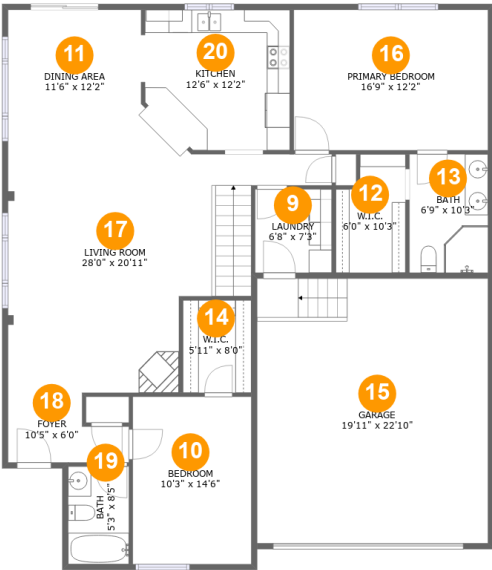 11
DINING AREA
11'6" x 12'2"
20
KITCHEN
12'6" x 12'2"
16
PRIMARY BEDROOM
16'9" x 12'2"
13
BATH
6'9" x 10'3"
12
W.I.C.
6'0" x 10'3"
9
LAUNDRY
6'8" x 7'3"
17
LIVING ROOM
28'0" x 20'11"
14
W.I.C.
5'11" x 8'0"
15
GARAGE
19'11" x 22'10"
18
FOYER
10'5" x 6'0"
10
BEDROOM
10'3" x 14'6"
19
BATH
5'3" x 8'5"